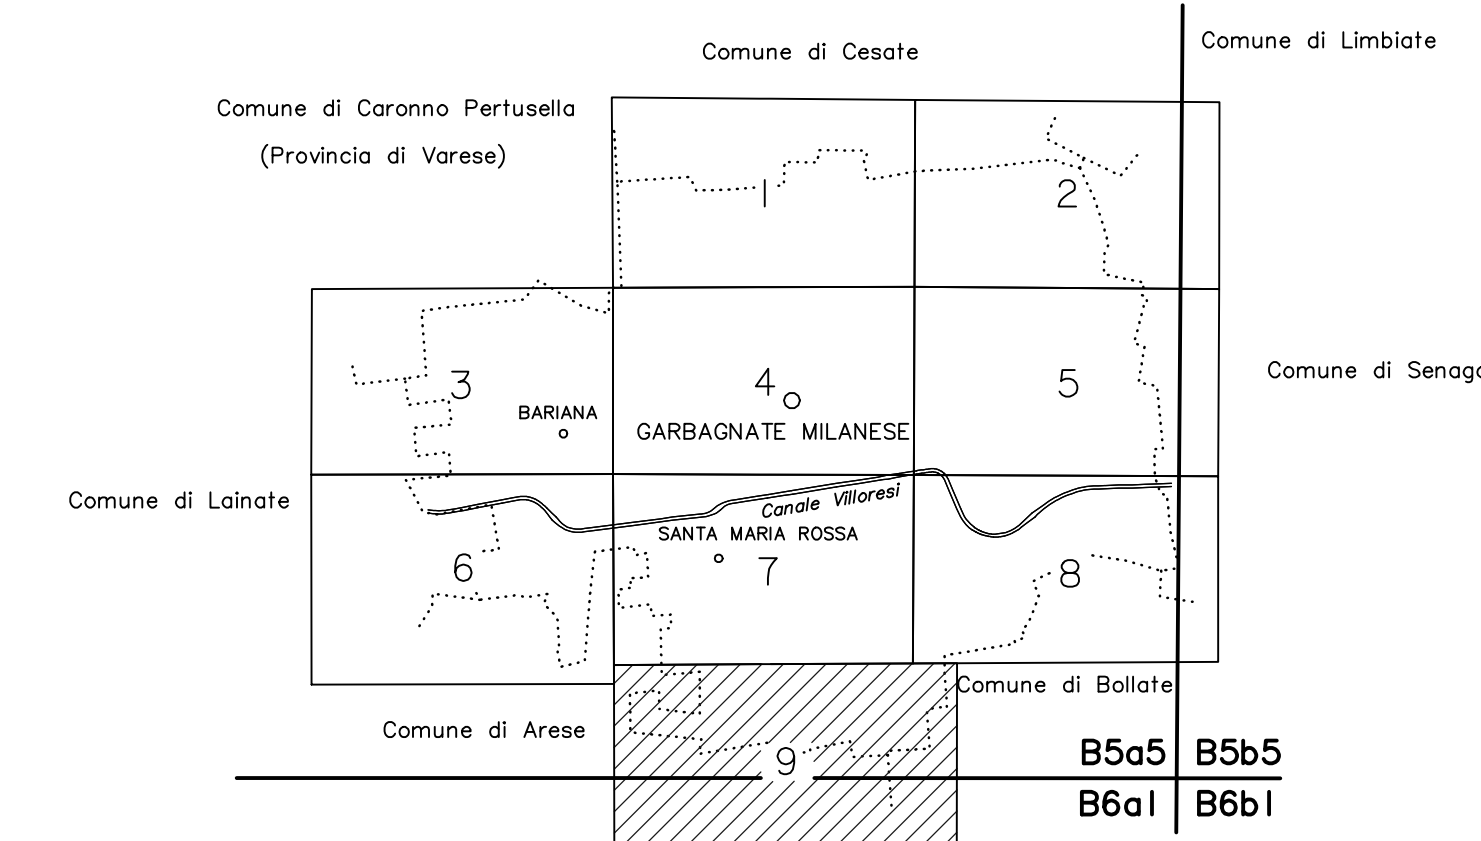 Comune di Limbiate
Comune di Cesate
Comune di Caronno Pertusella
(Provincia di Varese)
1
2
3
4
5
Comune di Senago
BARIANA
GARBAGNATE MILANESE
Comune di Lainate
Canale Villoresi
SANTA MARIA ROSSA
6
7
8
Comune di Bollate
Comune di Arese
9
B5a5
B5b5
B6a1
B6b1